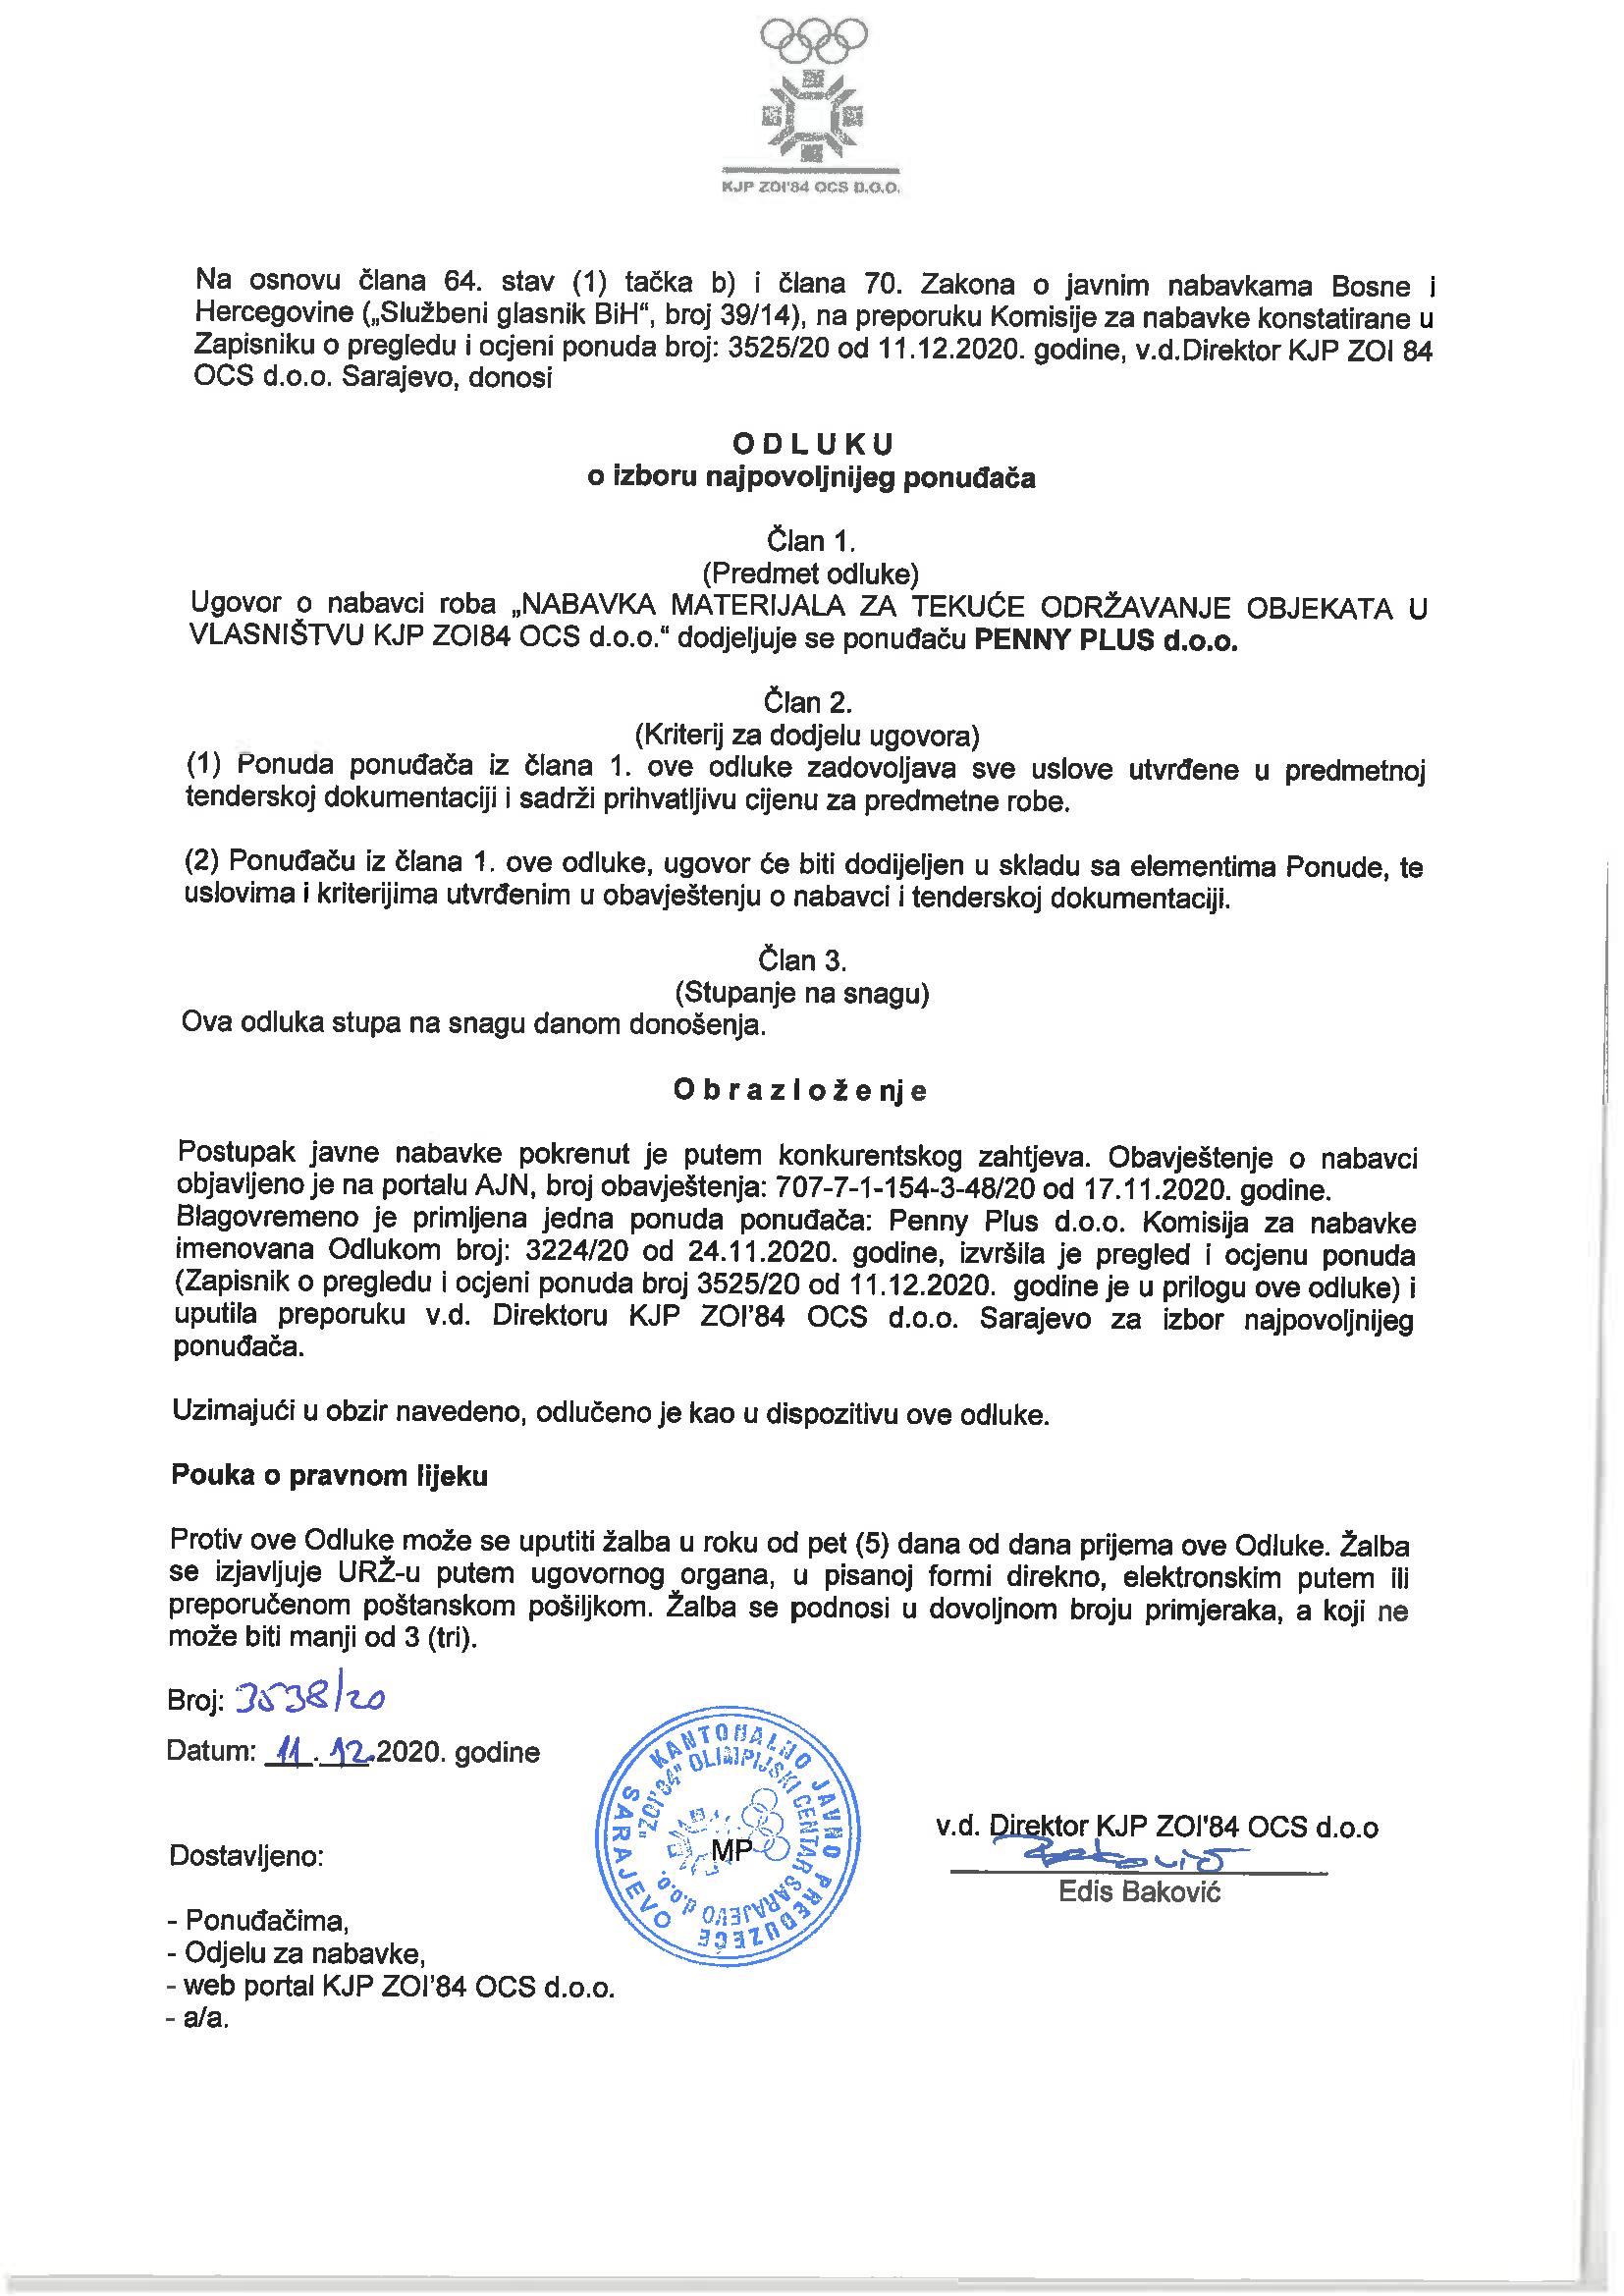 KJP ZOI'84 OCS D.O.O.
Na osnovu člana 64. stav (1) tačka b) i člana 70. Zakona o javnim nabavkama Bosne i
Hercegovine („Službeni glasnik BiH“, broj 39/14), na preporuku Komisije za nabavke konstatirane u
Zapisniku o pregledu i ocjeni ponuda broj: 3525/20 od 11.12.2020. godine, v.d.Direktor KJP ZOI 84
OCS d.o.o. Sarajevo, donosi
O D L U K U
o izboru najpovoljnijeg ponuđača
Član 1.
(Predmet odluke)
Ugovor o nabavci roba „NABAVKA MATERIJALA ZA TEKUĆE ODRŽAVANJE OBJEKATA U
VLASNIŠTVU KJP ZOI84 OCS d.o.o.“ dodjeljuje se ponuđaču PENNY PLUS d.o.o.
Član 2.
(Kriterij za dodjelu ugovora)
(1) Ponuda ponuđača iz člana 1. ove odluke zadovoljava sve uslove utvrđene u predmetnoj
tenderskoj dokumentaciji i sadrži prihvatljivu cijenu za predmetne robe.
(2) Ponuđaču iz člana 1. ove odluke, ugovor će biti dodijeljen u skladu sa elementima Ponude, te
uslovima i kriterijima utvrđenim u obavještenju o nabavci i tenderskoj dokumentaciji.
Član 3.
(Stupanje na snagu)
Ova odluka stupa na snagu danom donošenja.
O b r a z l o ž e nj e
Postupak javne nabavke pokrenut je putem konkurentskog zahtjeva. Obavještenje o nabavci
objavljeno je na portalu AJN, broj obavještenja: 707-7-1-154-3-48/20 od 17.11.2020. godine.
Blagovremeno je primljena jedna ponuda ponuđača: Penny Plus d.o.o. Komisija za nabavke
imenovana Odlukom broj: 3224/20 od 24.11.2020. godine, izvršila je pregled i ocjenu ponuda
(Zapisnik o pregledu i ocjeni ponuda broj 3525/20 od 11.12.2020. godine je u prilogu ove odluke) i
uputila preporuku v.d. Direktoru KJP ZOI’84 OCS d.o.o. Sarajevo za izbor najpovoljnijeg
ponuđača.
Uzimajući u obzir navedeno, odlučeno je kao u dispozitivu ove odluke.
Pouka o pravnom lijeku
Protiv ove Odluke može se uputiti žalba u roku od pet (5) dana od dana prijema ove Odluke. Žalba
se izjavljuje URŽ-u putem ugovornog organa, u pisanoj formi direkno, elektronskim putem ili
preporučenom poštanskom pošiljkom. Žalba se podnosi u dovoljnom broju primjeraka, a koji ne
može biti manji od 3 (tri).
Broj: 3538/20
Datum: 11.12.2020. godine
KANTONALNO JAVNO PREDUZEĆE
"ZOI'84" OLIMPIJSKI CENTAR SARAJEVO d.o.o.
SARAJEVO
MP
v.d. Direktor KJP ZOI'84 OCS d.o.o
Baković
Edis Baković
Dostavljeno:
- Ponuđačima,
- Odjelu za nabavke,
- web portal KJP ZOI’84 OCS d.o.o.
- a/a.